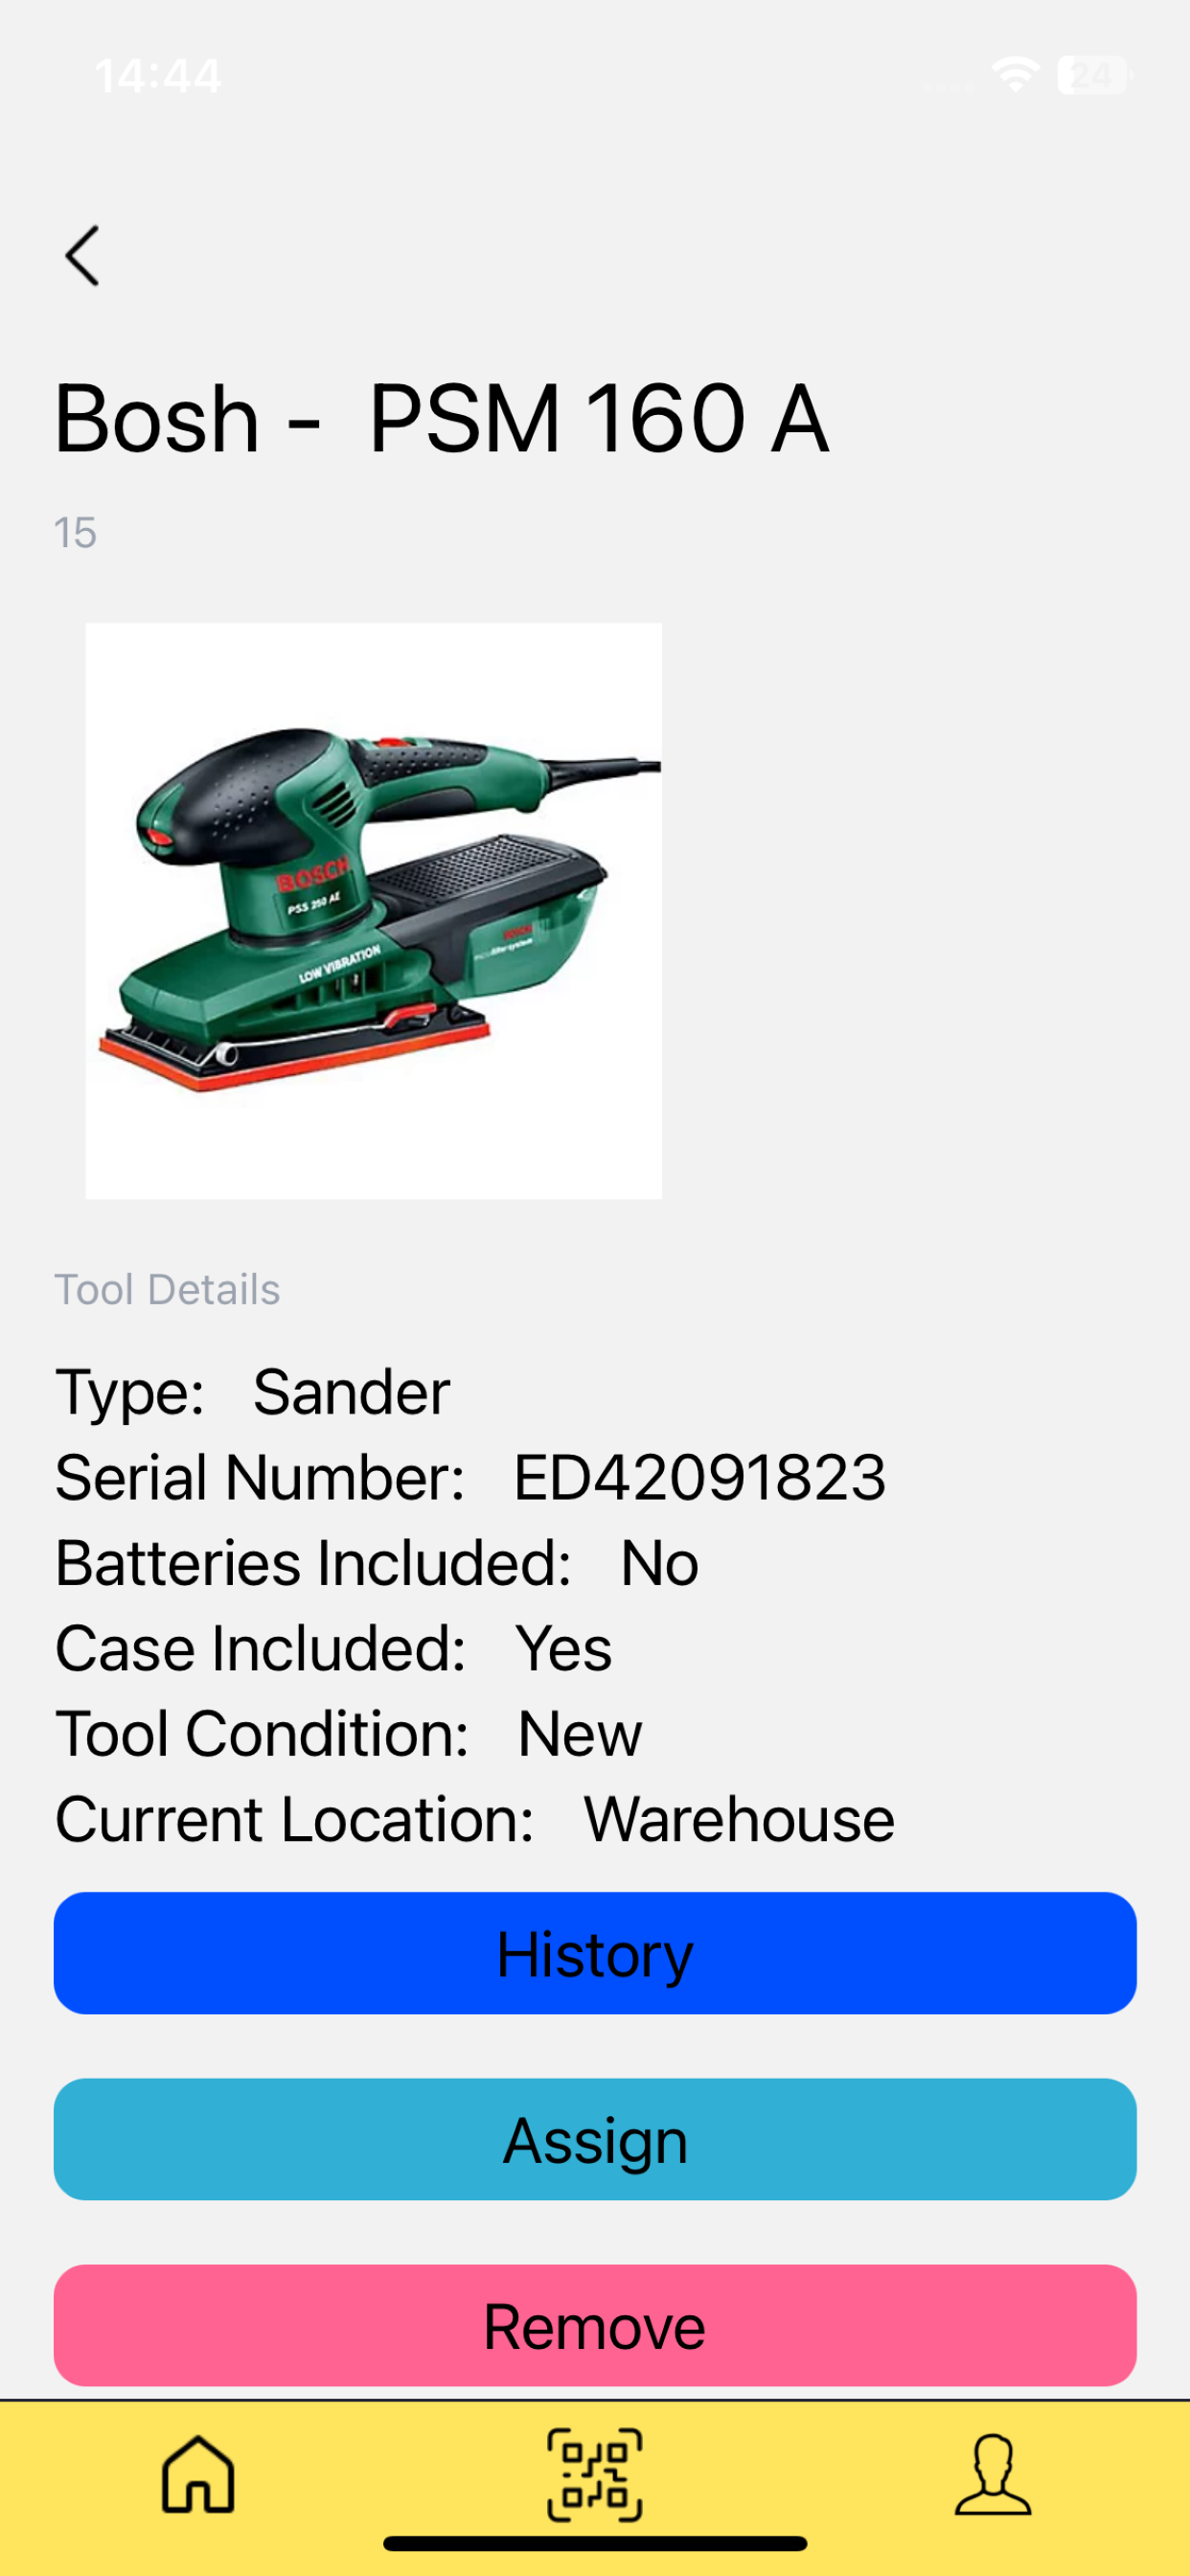 14:44
24
Bosh - PSM 160 A
15
BOSCH
PSS 250 AE
LOW VIBRATION
BOSCH
Tool Details
Type: Sander
Serial Number: ED42091823
Batteries Included: No
Case Included: Yes
Tool Condition: New
Current Location: Warehouse
History
Assign
Remove